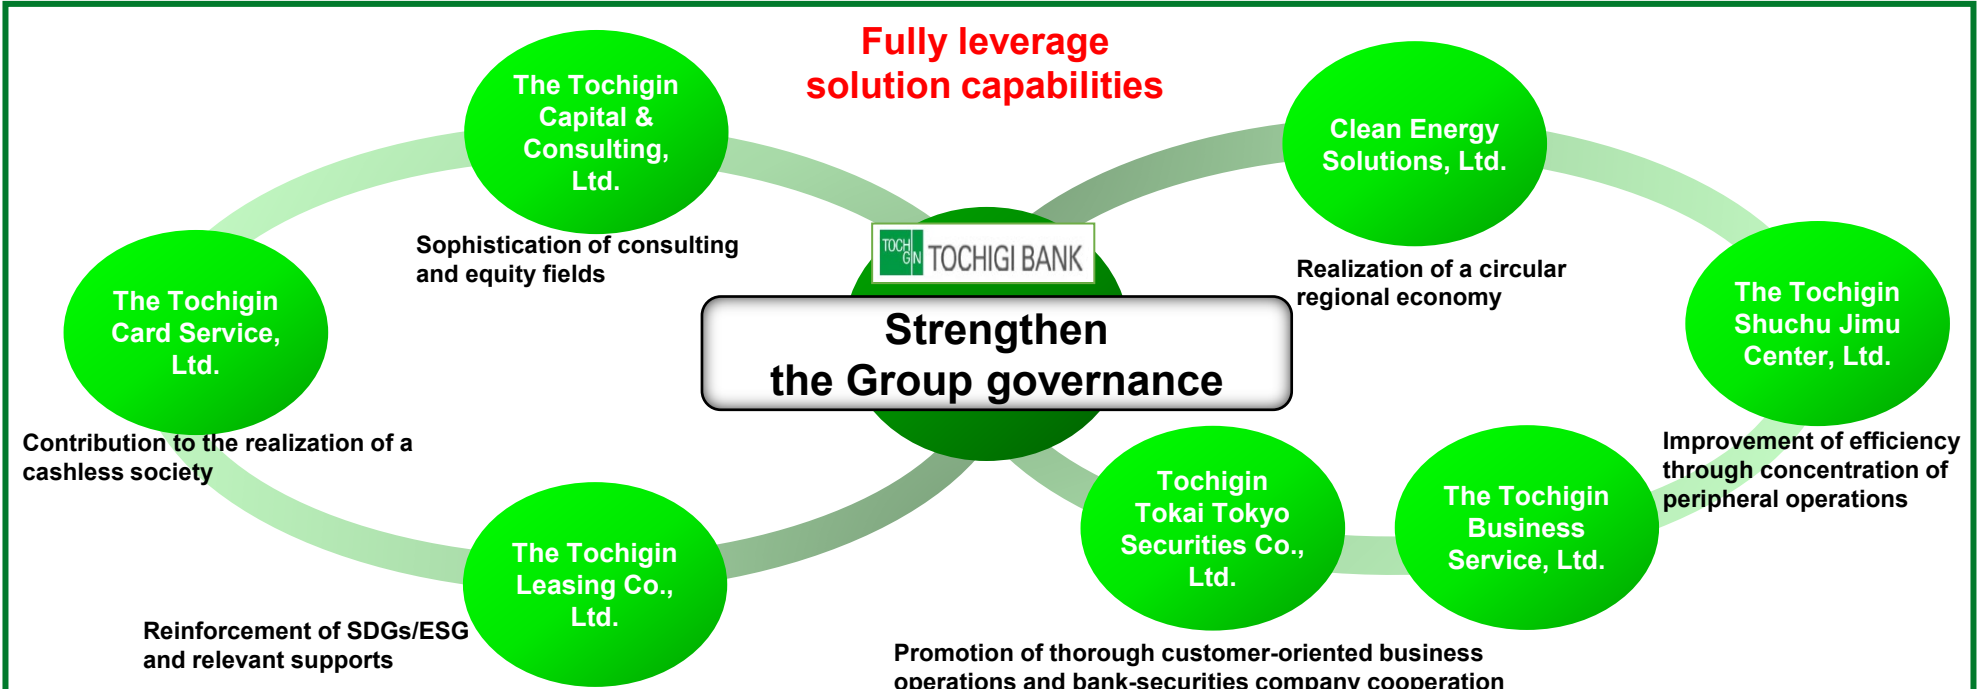 Fully leverage
solution capabilities
The Tochigin
Capital &
Consulting,
Ltd.
Sophistication of consulting
and equity fields
Clean Energy
Solutions, Ltd.
Realization of a circular
regional economy
TOCHIGIN TOCHIGI BANK
Strengthen
the Group governance
The Tochigin
Card Service,
Ltd.
Contribution to the realization of a
cashless society
The Tochigin
Shuchu Jimu
Center, Ltd.
Improvement of efficiency
through concentration of
peripheral operations
The Tochigin
Leasing Co.,
Ltd.
Reinforcement of SDGs/ESG
and relevant supports
Tochigin
Tokai Tokyo
Securities Co.,
Ltd.
The Tochigin
Business
Service, Ltd.
Promotion of thorough customer-oriented business
operations and bank-securities company cooperation